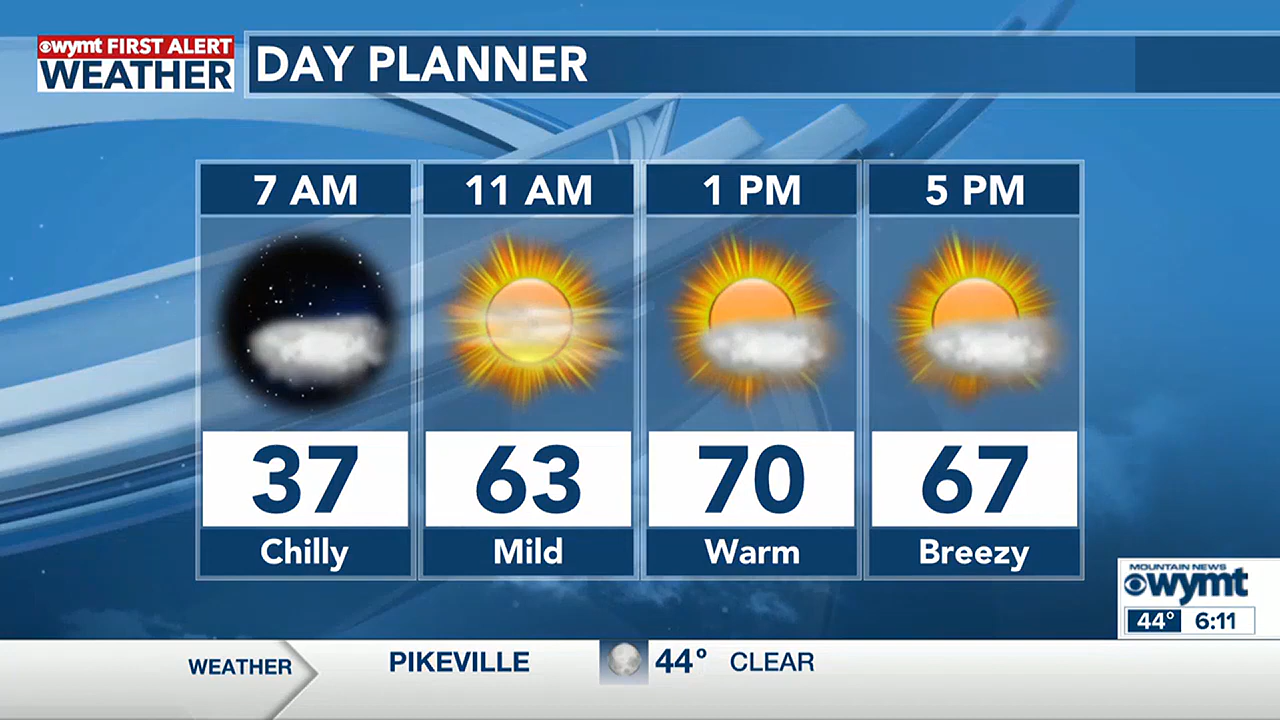 wymt FIRST ALERT
WEATHER
DAY PLANNER
7 AM 11 AM 1 PM 5 PM
37 63 70 67
Chilly Mild Warm Breezy
MOUNTAIN NEWS
wymt
44° 6:11
WEATHER PIKEVILLE 44° CLEAR